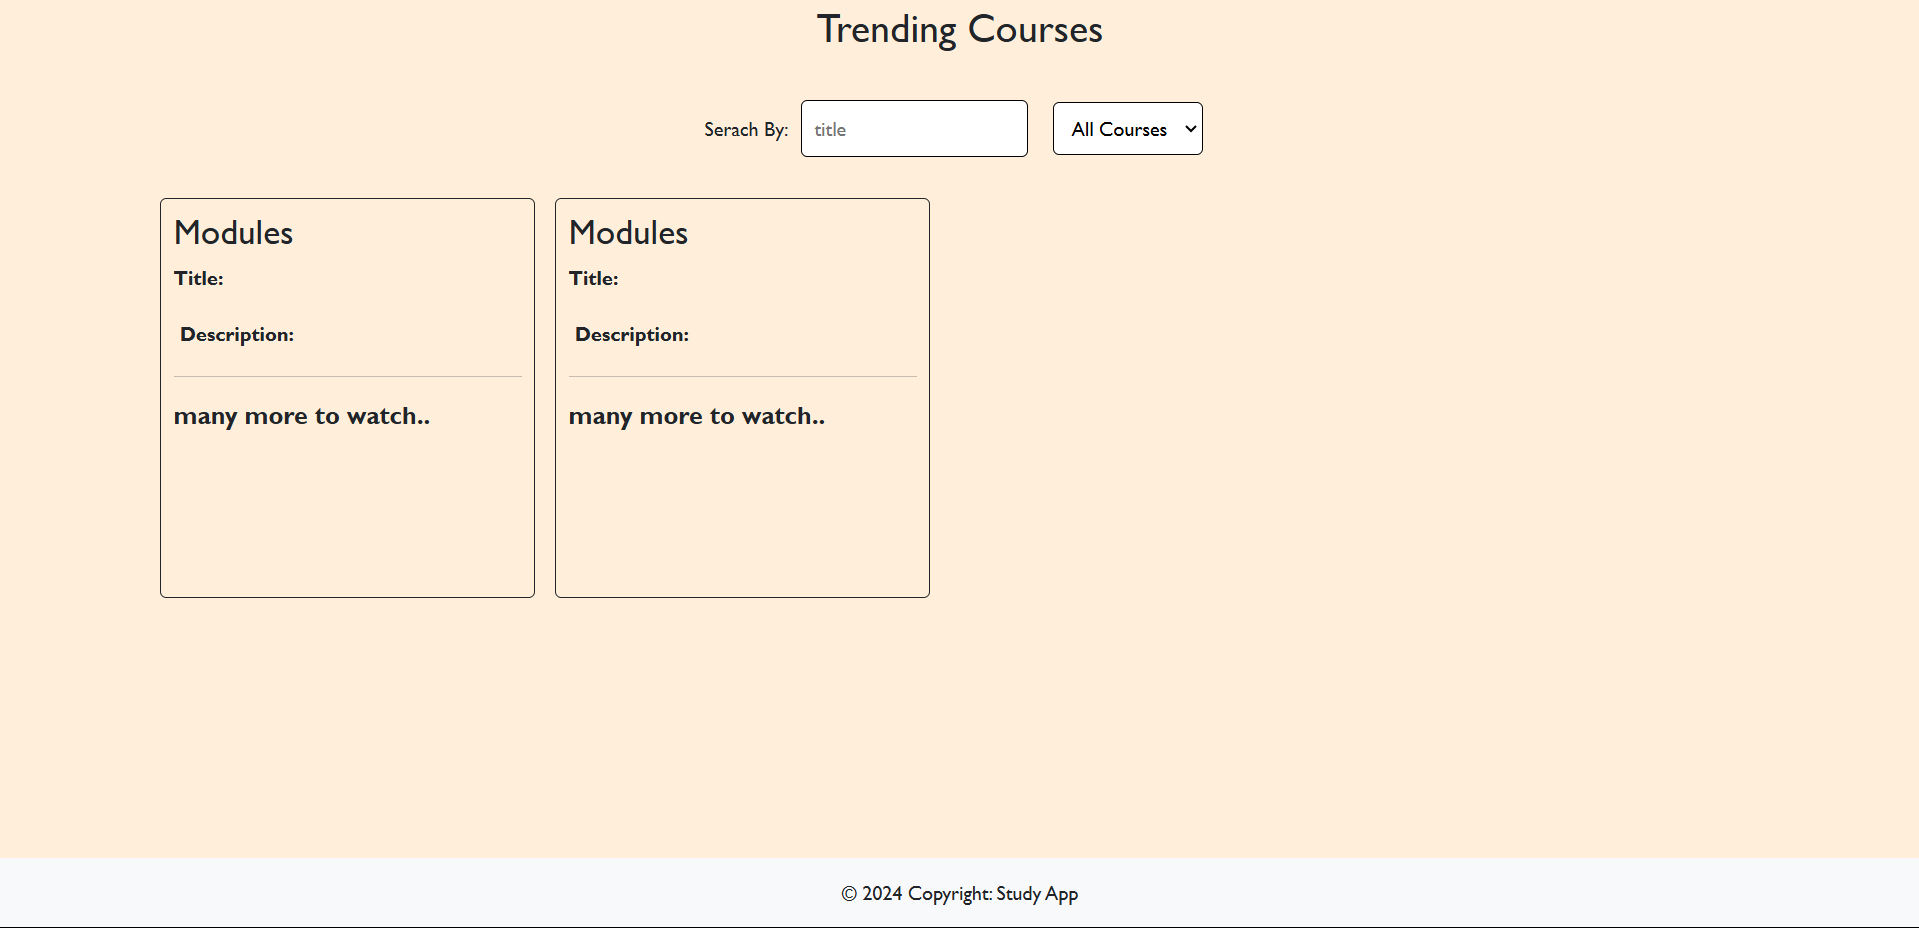 Trending Courses
Serach By: title All Courses
Modules
Title:
Description:
many more to watch..
Modules
Title:
Description:
many more to watch..
© 2024 Copyright: Study App